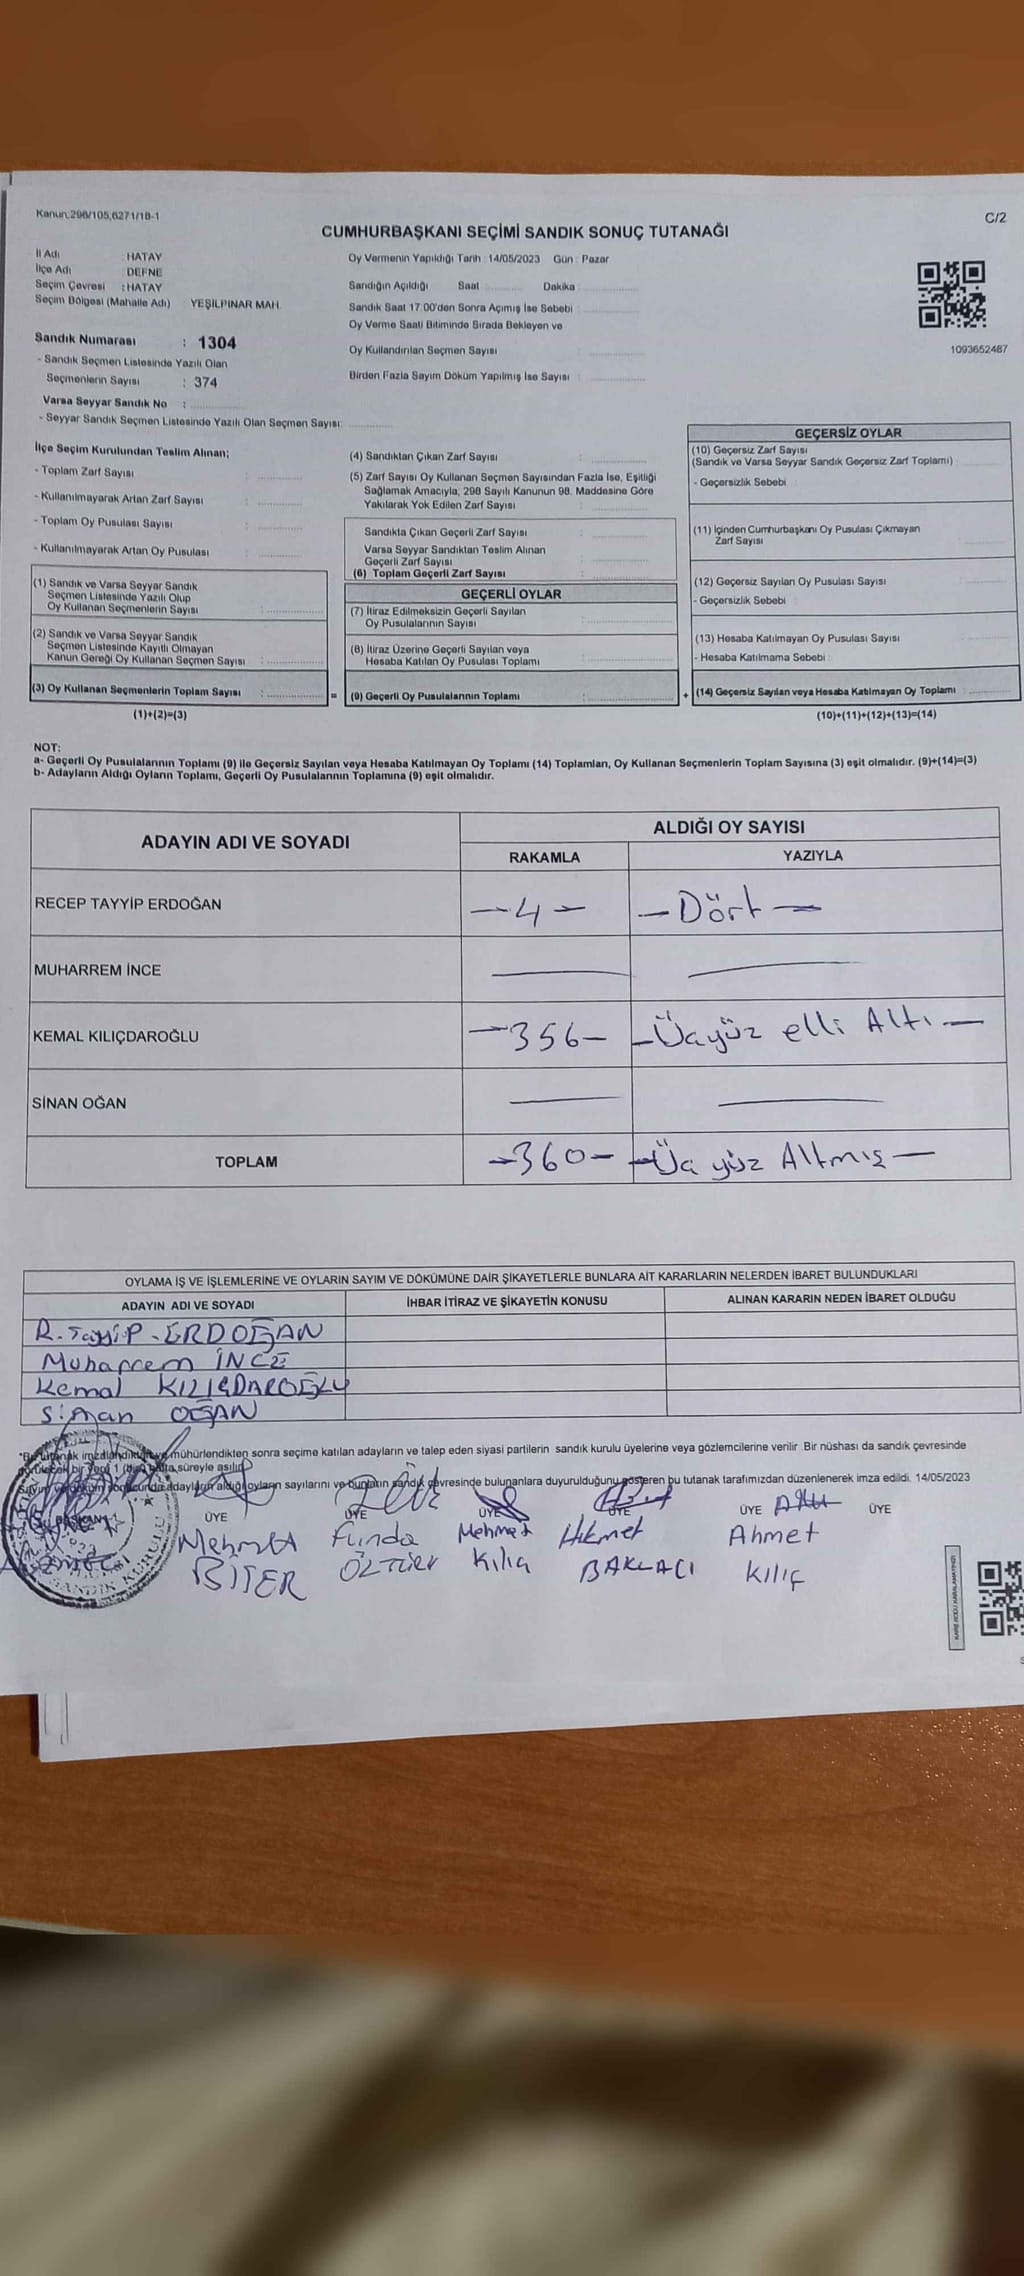 Kanun.298/105,6271/18-1
C/2
CUMHURBAŞKANI SEÇİMİ SANDIK SONUÇ TUTANAĞI
İl Adı : HATAY
İlçe Adı : DEFNE
Seçim Çevresi : HATAY
Seçim Bölgesi (Mahalle Adı) : YEŞİLPINAR MAH.
Sandık Numarası : 1304
- Sandık Seçmen Listesinde Yazılı Olan
Seçmenlerin Sayısı : 374
Varsa Seyyar Sandık No :
- Seyyar Sandık Seçmen Listesinde Yazılı Olan Seçmen Sayısı:
Oy Vermenin Yapıldığı Tarih : 14/05/2023 Gün : Pazar
Sandığın Açıldığı Saat Dakika :
Sandık Saat 17.00'den Sonra Açımış İse Sebebi :
Oy Verme Saati Bitiminde Sırada Bekleyen ve
Oy Kullandırılan Seçmen Sayısı :
Birden Fazla Sayım Döküm Yapılmış İse Sayısı :
1093652467
İlçe Seçim Kurulundan Teslim Alınan;
- Toplam Zarf Sayısı :
- Kullanılmayarak Artan Zarf Sayısı :
- Toplam Oy Pusulası Sayısı :
- Kullanılmayarak Artan Oy Pusulası :
(4) Sandıktan Çıkan Zarf Sayısı :
(5) Zarf Sayısı Oy Kullanan Seçmen Sayısından Fazla İse, Eşitliği
Sağlamak Amacıyla; 298 Sayılı Kanunun 98. Maddesine Göre
Yakılarak Yok Edilen Zarf Sayısı :
Sandıkta Çıkan Geçerli Zarf Sayısı :
Varsa Seyyar Sandıktan Teslim Alınan
Geçerli Zarf Sayısı :
(6) Toplam Geçerli Zarf Sayısı :
GEÇERSİZ OYLAR
(10) Geçersiz Zarf Sayısı
(Sandık ve Varsa Seyyar Sandık Geçersiz Zarf Toplamı) :
- Geçersizlik Sebebi :
(11) İçinden Cumhurbaşkanı Oy Pusulası Çıkmayan
Zarf Sayısı :
(12) Geçersiz Sayılan Oy Pusulası Sayısı :
- Geçersizlik Sebebi :
(13) Hesaba Katılmayan Oy Pusulası Sayısı :
- Hesaba Katılmama Sebebi :
(1) Sandık ve Varsa Seyyar Sandık
Seçmen Listesinde Yazılı Olup
Oy Kullanan Seçmenlerin Sayısı :
(2) Sandık ve Varsa Seyyar Sandık
Seçmen Listesinde Kayıtlı Olmayan
Kanun Gereği Oy Kullanan Seçmen Sayısı :
GEÇERLİ OYLAR
(7) İtiraz Edilmeksizin Geçerli Sayılan
Oy Pusulalarının Sayısı :
(8) İtiraz Üzerine Geçerli Sayılan veya
Hesaba Katılan Oy Pusulası Toplamı :
(3) Oy Kullanan Seçmenlerin Toplam Sayısı : = (9) Geçerli Oy Pusulalarının Toplamı : + (14) Geçersiz Sayılan veya Hesaba Katılmayan Oy Toplamı :
(1)+(2)=(3)
(10)+(11)+(12)+(13)=(14)
NOT:
a- Geçerli Oy Pusulalarının Toplamı (9) ile Geçersiz Sayılan veya Hesaba Katılmayan Oy Toplamı (14) Toplamları, Oy Kullanan Seçmenlerin Toplam Sayısına (3) eşit olmalıdır. (9)+(14)=(3)
b- Adayların Aldığı Oyların Toplamı, Geçerli Oy Pusulalarının Toplamına (9) eşit olmalıdır.
ADAYIN ADI VE SOYADI
ALDIĞI OY SAYISI
RAKAMLA YAZIYLA
RECEP TAYYİP ERDOĞAN -4- -Dört-
MUHARREM İNCE
KEMAL KILIÇDAROĞLU -356- -Üçyüz elli Altı-
SİNAN OĞAN
TOPLAM -360- -Üç yüz Altmış-
OYLAMA İŞ VE İŞLEMLERİNE VE OYLARIN SAYIM VE DÖKÜMÜNE DAİR ŞİKAYETLERLE BUNLARA AİT KARARLARIN NELERDEN İBARET BULUNDUKLARI
ADAYIN ADI VE SOYADI İHBAR İTİRAZ VE ŞİKAYETİN KONUSU ALINAN KARARIN NEDEN İBARET OLDUĞU
R. Tayyip - ERDOĞAN
Muharrem İNCE
Kemal KILIÇDAROĞLU
Sinan OĞAN
mühürlendikten sonra seçime katılan adayların ve talep eden siyasi partilerin sandık kurulu üyelerine veya gözlemcilerine verilir. Bir nüshası da sandık çevresinde
bir yere 1 (bir) hafta süreyle asılır.
adayların aldığı oyların sayılarını ve bunların sandık çevresinde bulunanlara duyurulduğunu gösteren bu tutanak tarafımızdan düzenlenerek imza edildi. 14/05/2023
BAŞKAN ÜYE ÜYE ÜYE ÜYE ÜYE ÜYE
Mehmet Funda Mehmet Hikmet Ahmet
BİTER Kılıç BAKLACI KILIÇ
SANDIK KURULU